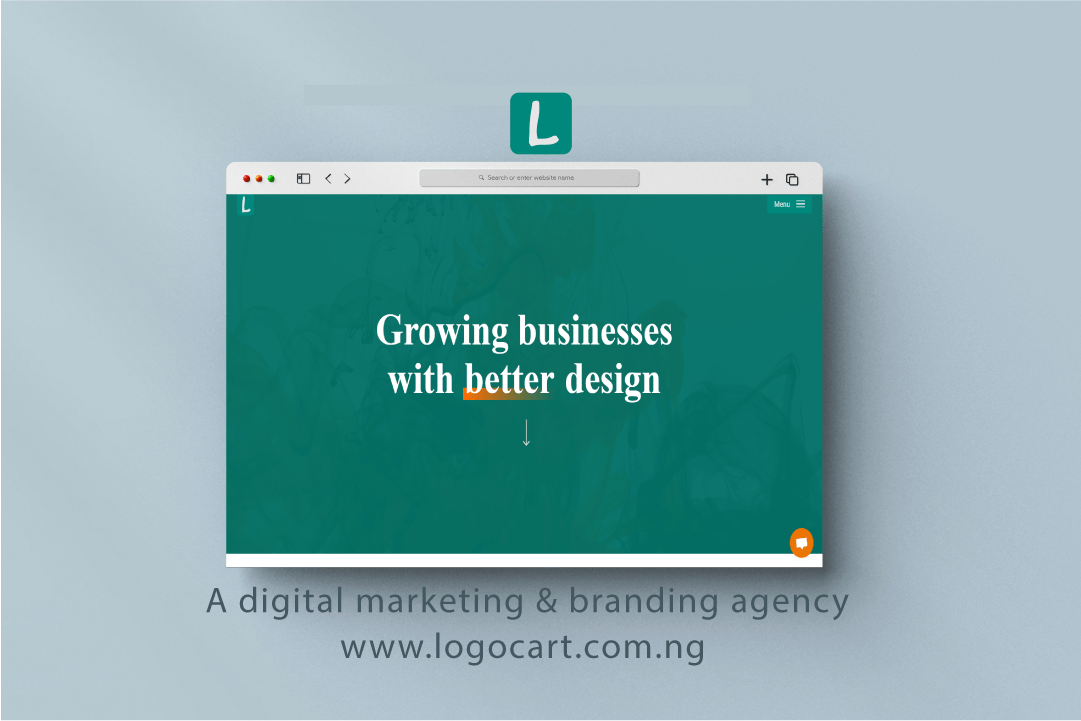 L
Search or enter website name
L
Menu
Growing businesses
with better design
A digital marketing & branding agency
www.logocart.com.ng